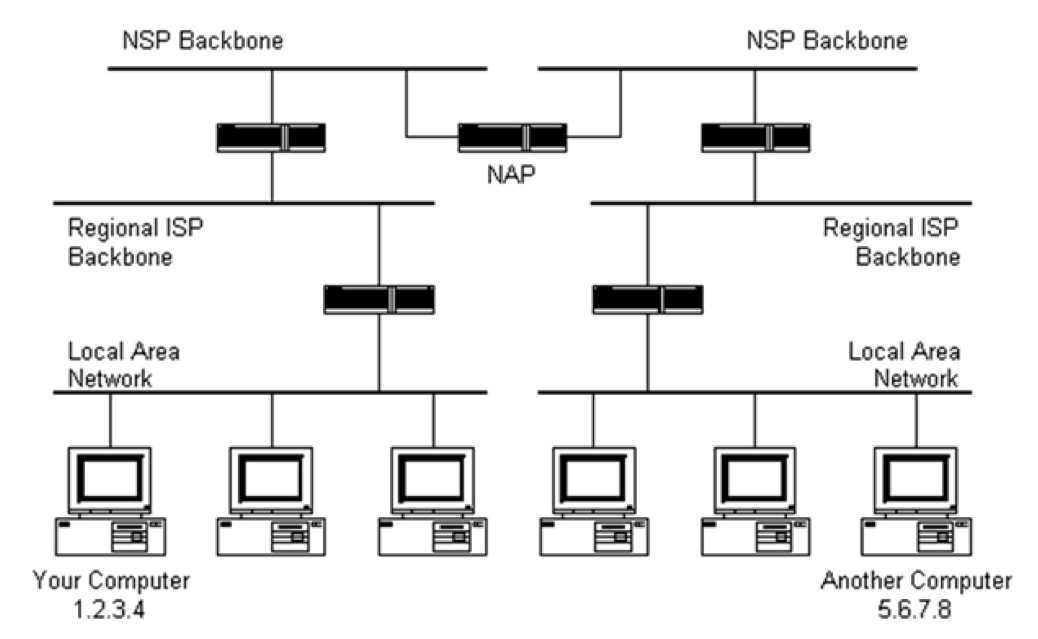 NSP Backbone
NSP Backbone
NAP
Regional ISP
Backbone
Regional ISP
Backbone
Local Area
Network
Local Area
Network
Your Computer
1.2.3.4
Another Computer
5.6.7.8